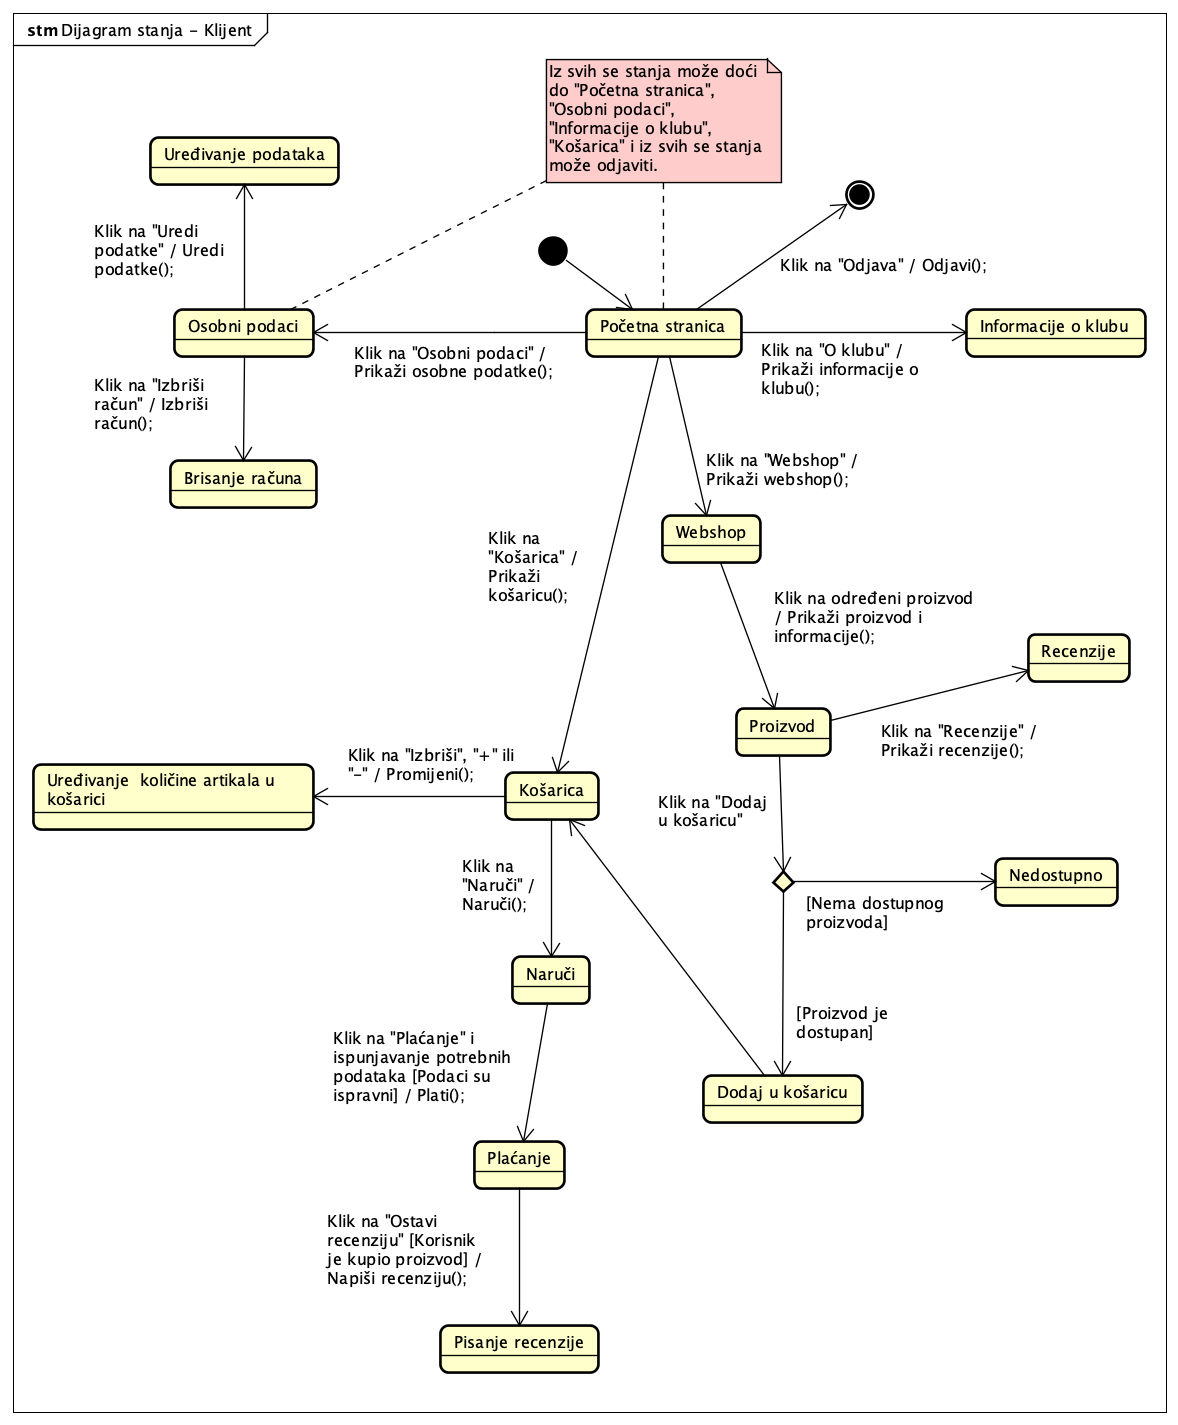 stm Dijagram stanja - Klijent
Iz svih se stanja može doći
do "Početna stranica",
"Osobni podaci",
"Informacije o klubu",
"Košarica" i iz svih se stanja
može odjaviti.
Uređivanje podataka
Klik na "Uredi
podatke" / Uredi
podatke();
Klik na "Odjava" / Odjavi();
Osobni podaci
Početna stranica
Informacije o klubu
Klik na "Osobni podaci" /
Prikaži osobne podatke();
Klik na "O klubu" /
Prikaži informacije o
klubu();
Klik na "Izbriši
račun" / Izbriši
račun();
Brisanje računa
Klik na "Webshop" /
Prikaži webshop();
Webshop
Klik na
"Košarica" /
Prikaži
košaricu();
Klik na određeni proizvod
/ Prikaži proizvod i
informacije();
Recenzije
Proizvod
Klik na "Recenzije" /
Prikaži recenzije();
Klik na "Izbriši", "+" ili
"-" / Promijeni();
Uređivanje  količine artikala u
košarici
Košarica
Klik na "Dodaj
u košaricu"
Klik na
"Naruči" /
Naruči();
Nedostupno
[Nema dostupnog
proizvoda]
Naruči
[Proizvod je
dostupan]
Klik na "Plaćanje" i
ispunjavanje potrebnih
podataka [Podaci su
ispravni] / Plati();
Dodaj u košaricu
Plaćanje
Klik na "Ostavi
recenziju" [Korisnik
je kupio proizvod] /
Napiši recenziju();
Pisanje recenzije